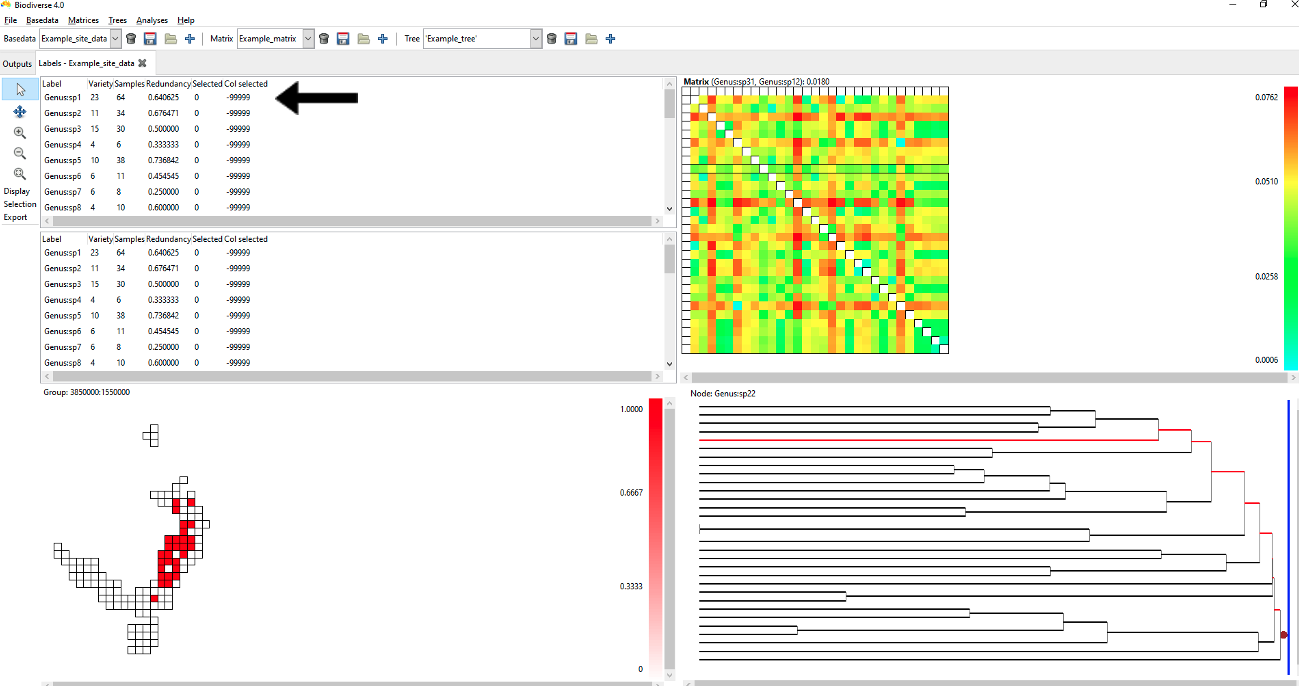 Biodiverse 4.0
File Basedata Matrices Trees Analyses Help
Basedata Example_site_data Matrix Example_matrix Tree 'Example_tree'
Outputs Labels - Example_site_data
Label Variety Samples Redundancy Selected Col selected
Genus:sp1 23 64 0.640625 0 -99999
Genus:sp2 11 34 0.676471 0 -99999
Genus:sp3 15 30 0.500000 0 -99999
Genus:sp4 4 6 0.333333 0 -99999
Genus:sp5 10 38 0.736842 0 -99999
Genus:sp6 6 11 0.454545 0 -99999
Genus:sp7 6 8 0.250000 0 -99999
Genus:sp8 4 10 0.600000 0 -99999
Display
Selection
Export
Label Variety Samples Redundancy Selected Col selected
Genus:sp1 23 64 0.640625 0 -99999
Genus:sp2 11 34 0.676471 0 -99999
Genus:sp3 15 30 0.500000 0 -99999
Genus:sp4 4 6 0.333333 0 -99999
Genus:sp5 10 38 0.736842 0 -99999
Genus:sp6 6 11 0.454545 0 -99999
Genus:sp7 6 8 0.250000 0 -99999
Genus:sp8 4 10 0.600000 0 -99999
Matrix (Genus:sp31, Genus:sp12): 0.0180
0.0762
0.0510
0.0258
0.0006
Group: 3850000:1550000
1.0000
0.6667
0.3333
0
Node: Genus:sp22